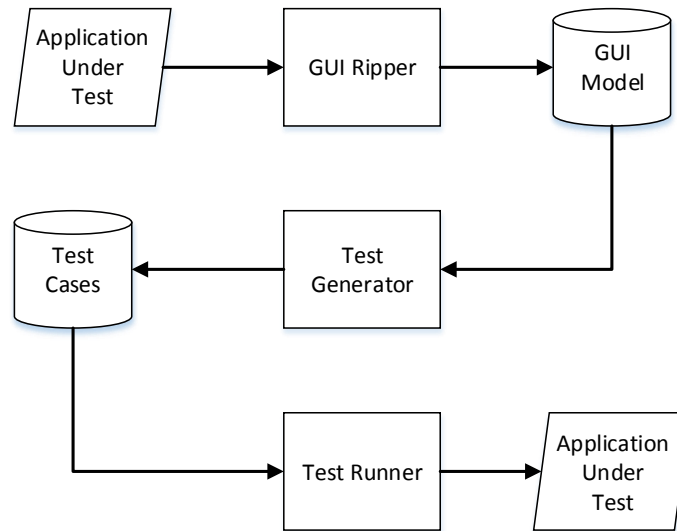 Application
Under
Test
GUI Ripper
GUI
Model
Test
Cases
Test
Generator
Test Runner
Application
Under
Test